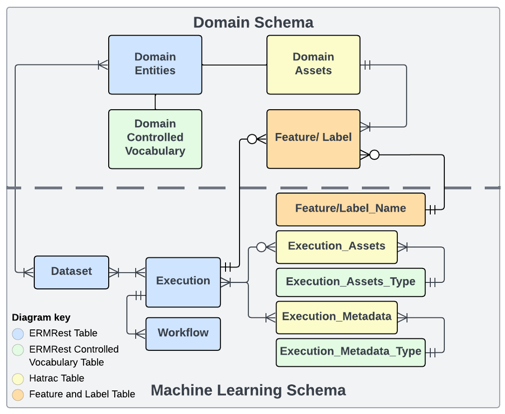 Domain Schema
Domain
Entities
Domain
Assets
Domain
Controlled
Vocabulary
Feature/ Label
Feature/Label_Name
Execution_Assets
Dataset
Execution
Execution_Assets_Type
Execution_Metadata
Workflow
Execution_Metadata_Type
Diagram key
ERMRest Table
ERMRest Controlled
Vocabulary Table
Hatrac Table
Feature and Label Table
Machine Learning Schema